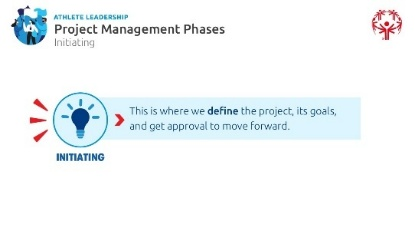 ATHLETE LEADERSHIP
Project Management Phases
Initiating
This is where we define the project, its goals,
and get approval to move forward.
INITIATING